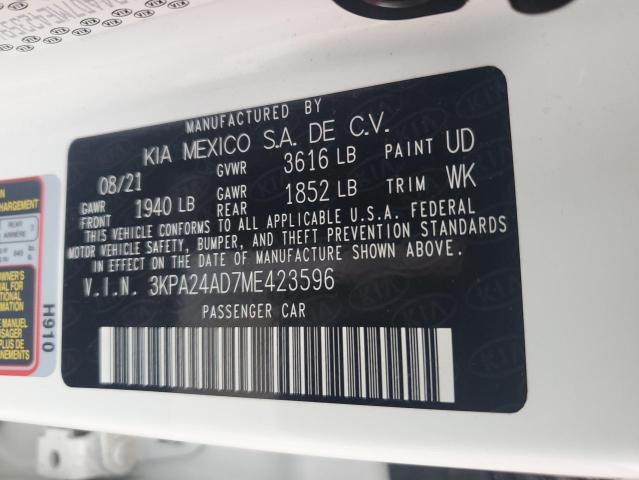 MANUFACTURED BY
KIA MEXICO S.A. DE C.V.
08/21 GVWR 3616 LB PAINT UD
GAWR FRONT 1940 LB GAWR REAR 1852 LB TRIM WK
THIS VEHICLE CONFORMS TO ALL APPLICABLE U.S.A. FEDERAL
MOTOR VEHICLE SAFETY, BUMPER, AND THEFT PREVENTION STANDARDS
IN EFFECT ON THE DATE OF MANUFACTURE SHOWN ABOVE.
V.I.N. 3KPA24AD7ME423596
PASSENGER CAR
H910